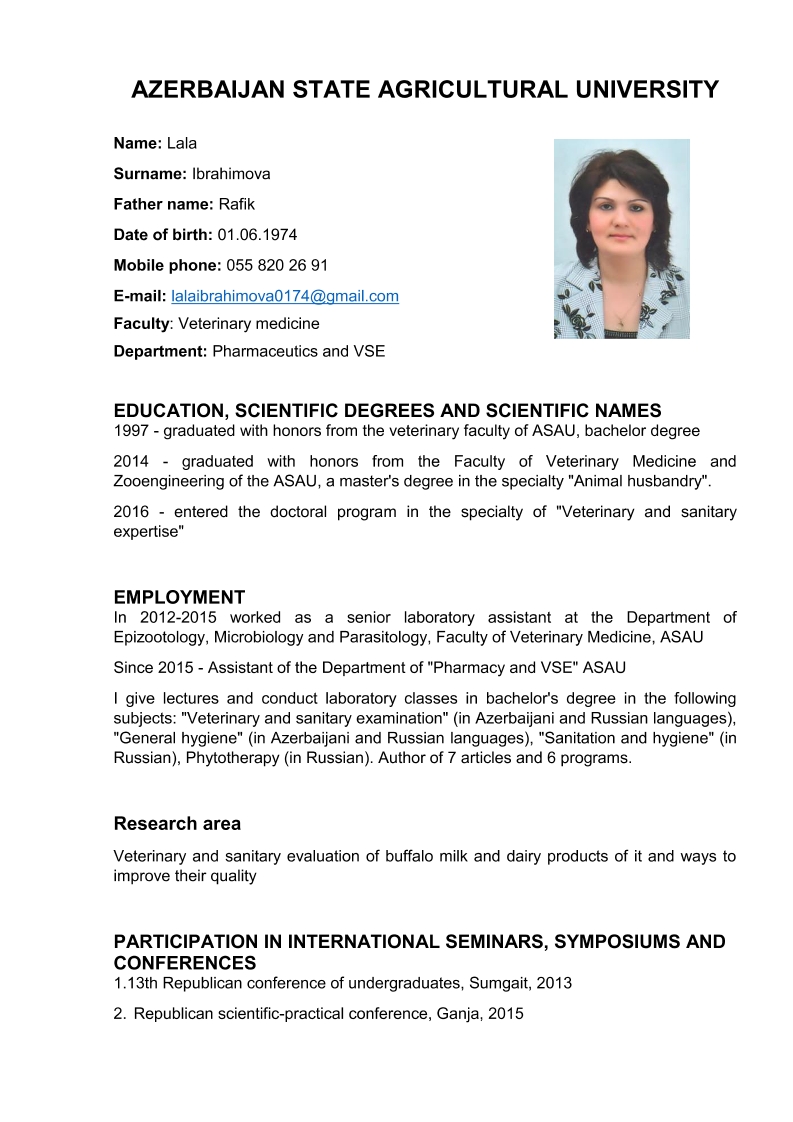 AZERBAIJAN STATE AGRICULTURAL UNIVERSITY
Name: Lala
Surname: Ibrahimova
Father name: Rafik
Date of birth: 01.06.1974
Mobile phone: 055 820 26 91
E-mail: lalaibrahimova0174@gmail.com
Faculty: Veterinary medicine
Department: Pharmaceutics and VSE
EDUCATION, SCIENTIFIC DEGREES AND SCIENTIFIC NAMES
1997 - graduated with honors from the veterinary faculty of ASAU, bachelor degree
2014 - graduated with honors from the Faculty of Veterinary Medicine and
Zooengineering of the ASAU, a master's degree in the specialty "Animal husbandry".
2016 - entered the doctoral program in the specialty of "Veterinary and sanitary
expertise"
EMPLOYMENT
In 2012-2015 worked as a senior laboratory assistant at the Department of
Epizootology, Microbiology and Parasitology, Faculty of Veterinary Medicine, ASAU
Since 2015 - Assistant of the Department of "Pharmacy and VSE" ASAU
I give lectures and conduct laboratory classes in bachelor's degree in the following
subjects: "Veterinary and sanitary examination" (in Azerbaijani and Russian languages),
"General hygiene" (in Azerbaijani and Russian languages), "Sanitation and hygiene" (in
Russian), Phytotherapy (in Russian). Author of 7 articles and 6 programs.
Research area
Veterinary and sanitary evaluation of buffalo milk and dairy products of it and ways to
improve their quality
PARTICIPATION IN INTERNATIONAL SEMINARS, SYMPOSIUMS AND
CONFERENCES
1.13th Republican conference of undergraduates, Sumgait, 2013
2. Republican scientific-practical conference, Ganja, 2015